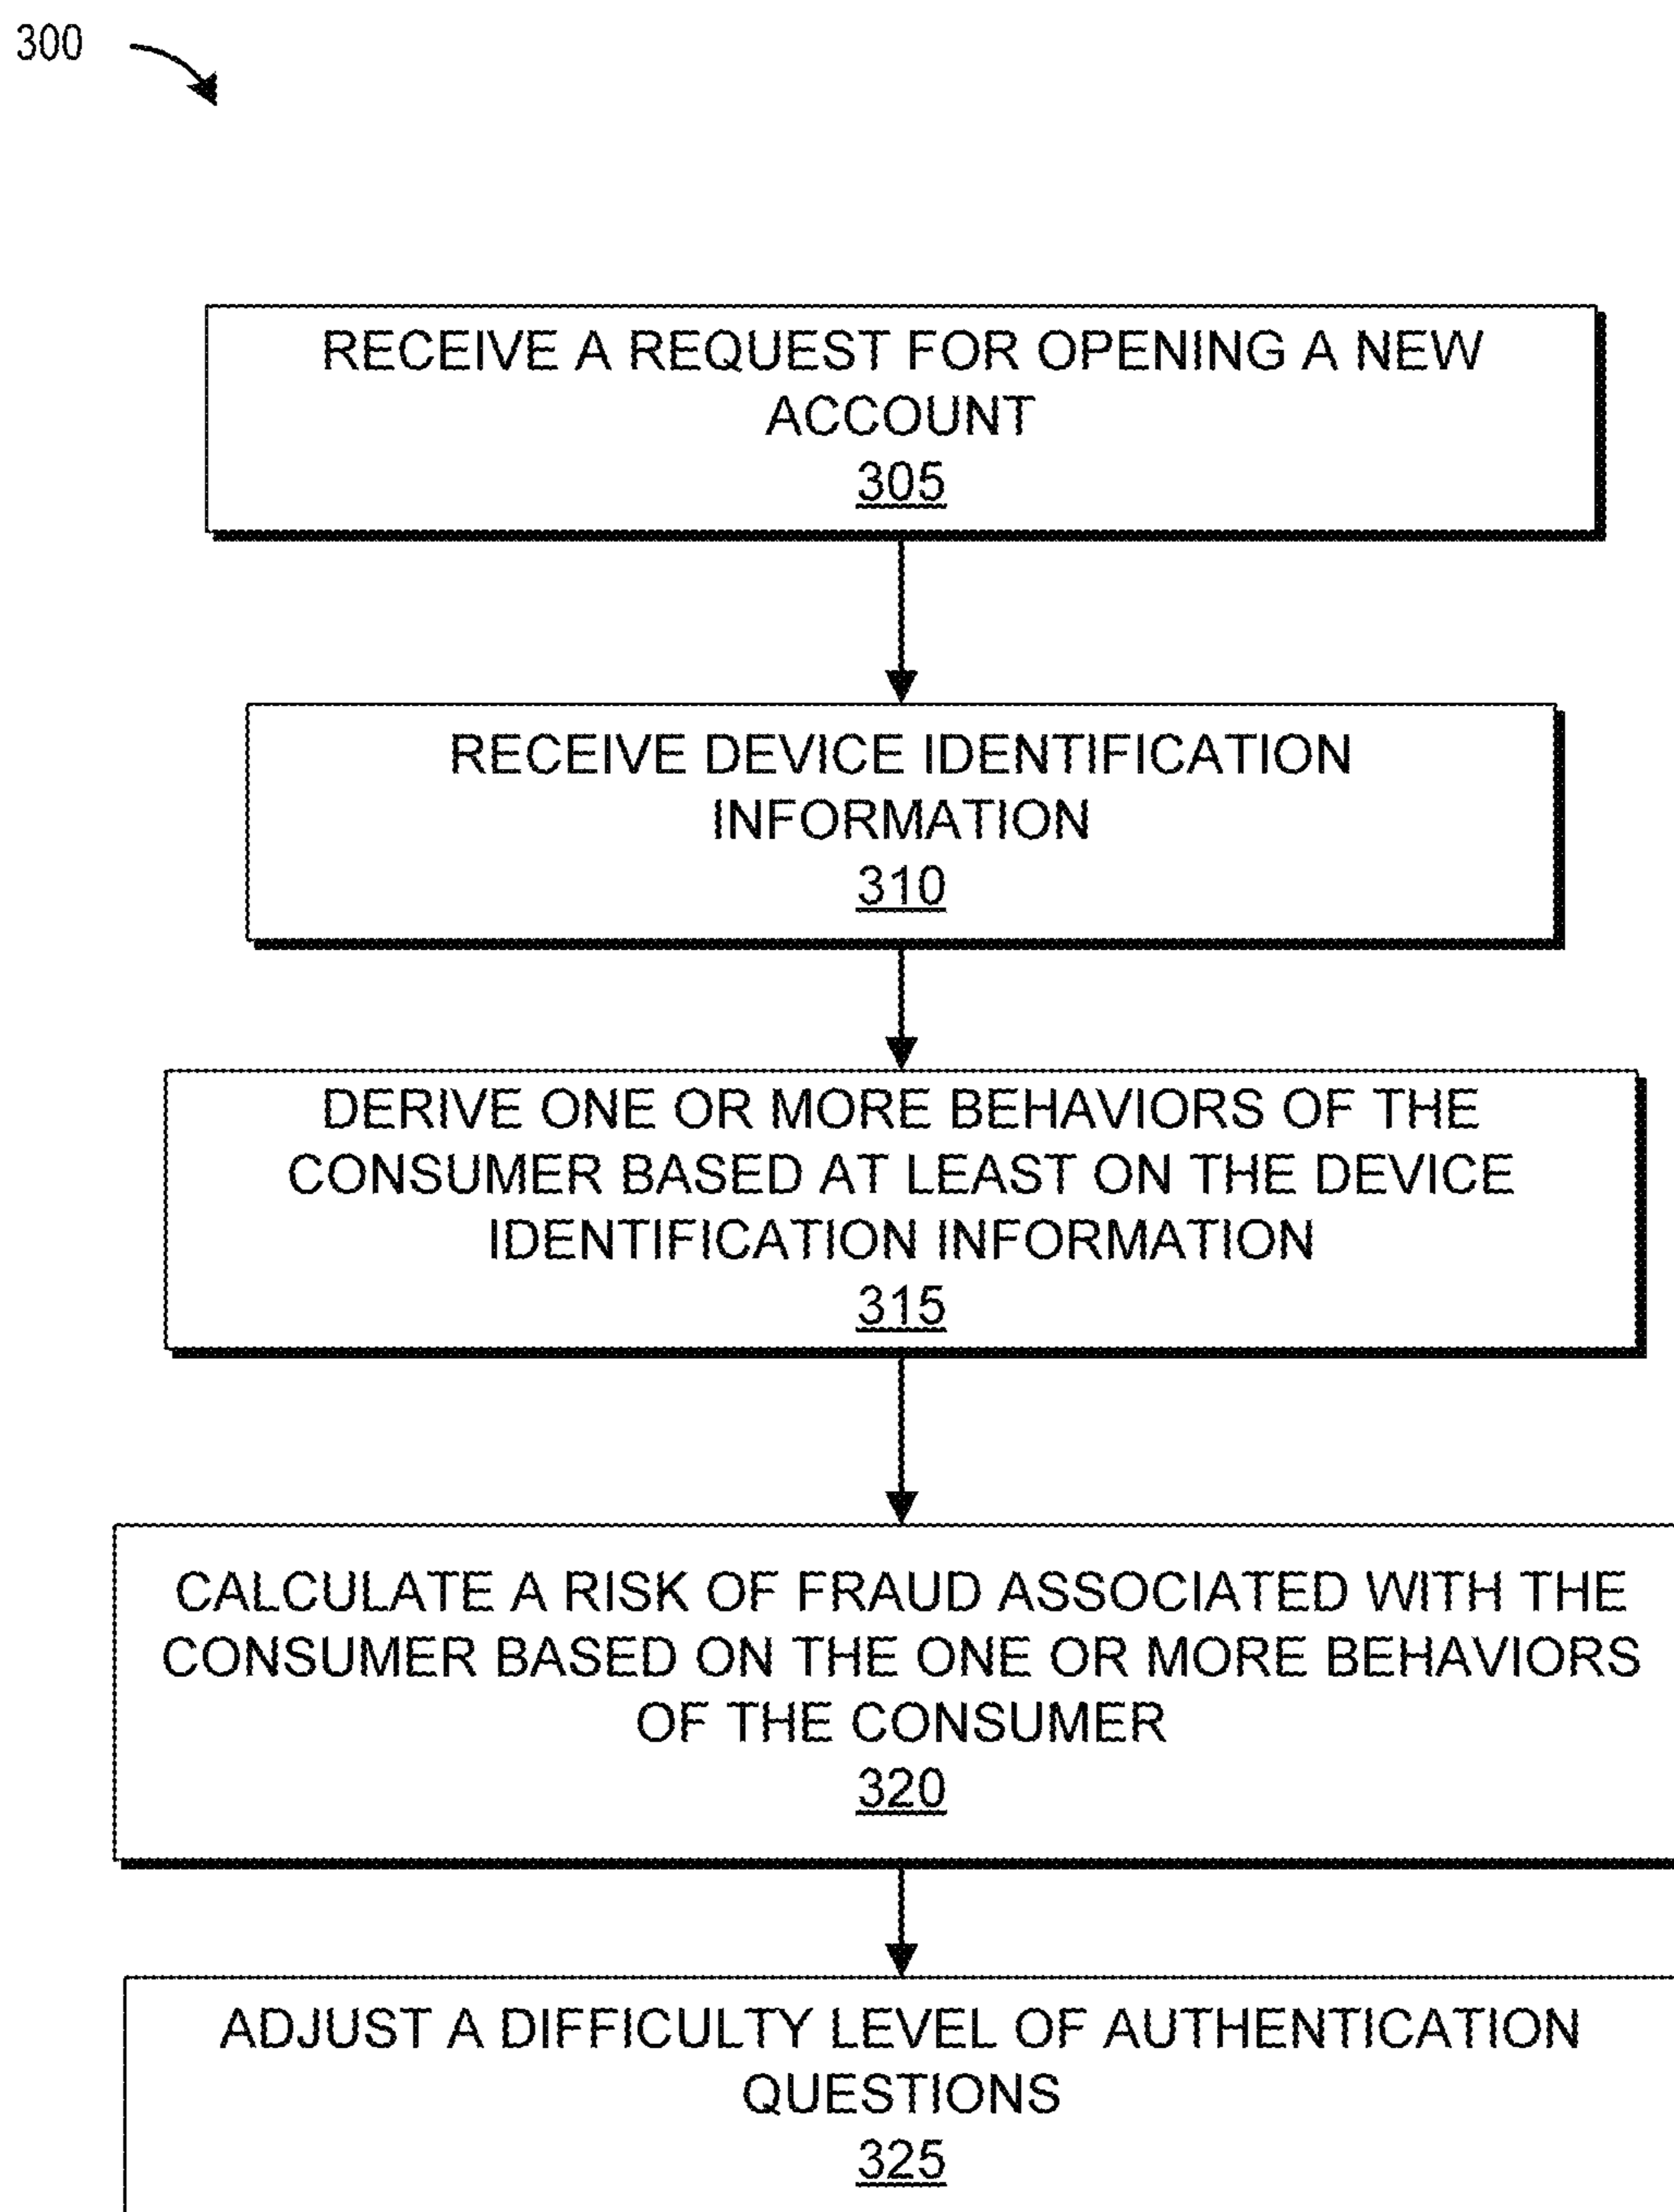 300
RECEIVE A REQUEST FOR OPENING A NEW
ACCOUNT
305
RECEIVE DEVICE IDENTIFICATION
INFORMATION
310
DERIVE ONE OR MORE BEHAVIORS OF THE
CONSUMER BASED AT LEAST ON THE DEVICE
IDENTIFICATION INFORMATION
315
CALCULATE A RISK OF FRAUD ASSOCIATED WITH THE
CONSUMER BASED ON THE ONE OR MORE BEHAVIORS
OF THE CONSUMER
320
ADJUST A DIFFICULTY LEVEL OF AUTHENTICATION
QUESTIONS
325